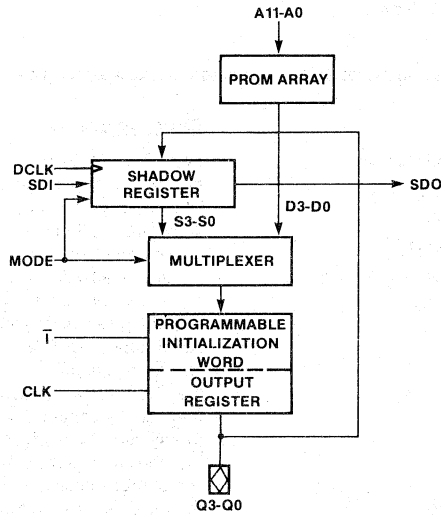 A11-A0
PROM ARRAY
DCLK
SDI
SHADOW
REGISTER
SDO
S3-S0
D3-D0
MODE
MULTIPLEXER
PROGRAMMABLE
INITIALIZATION
WORD
I̅
CLK
OUTPUT
REGISTER
Q3-Q0